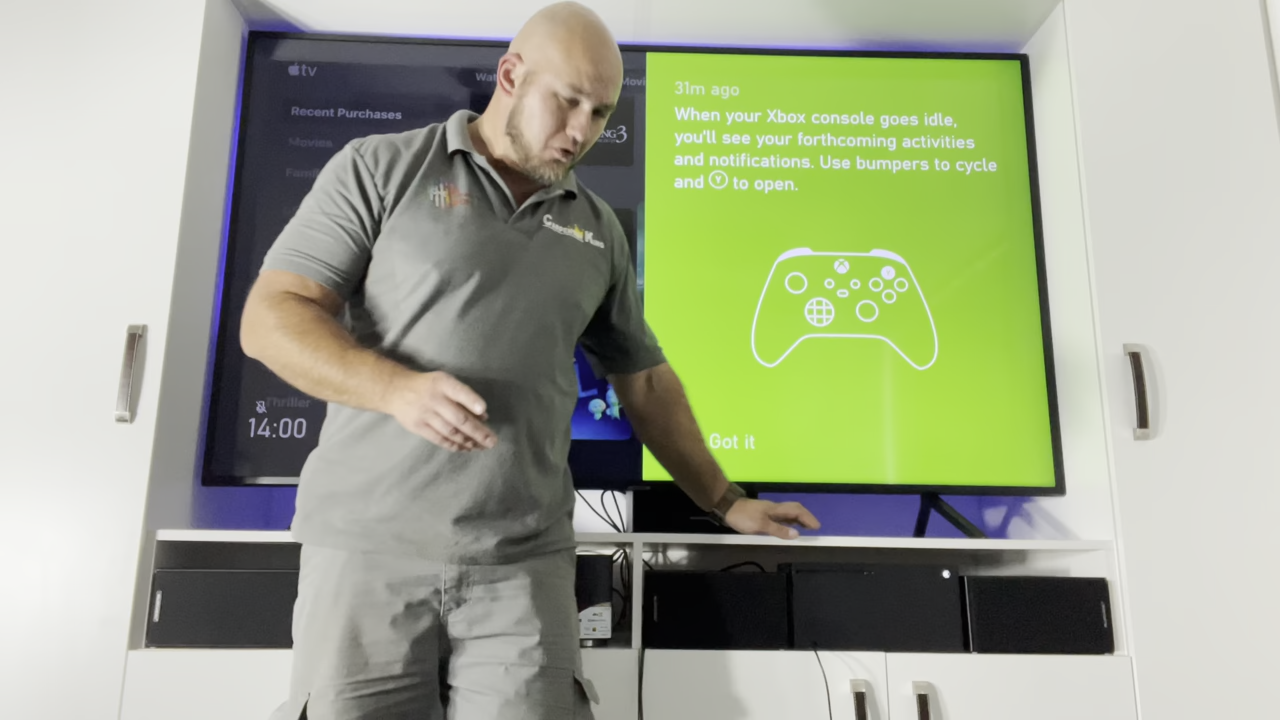 tv
Recent Purchases
Movies
Thriller
14:00
31m ago
When your Xbox console goes idle,
you'll see your forthcoming activities
and notifications. Use bumpers to cycle
and Y to open.
Got it